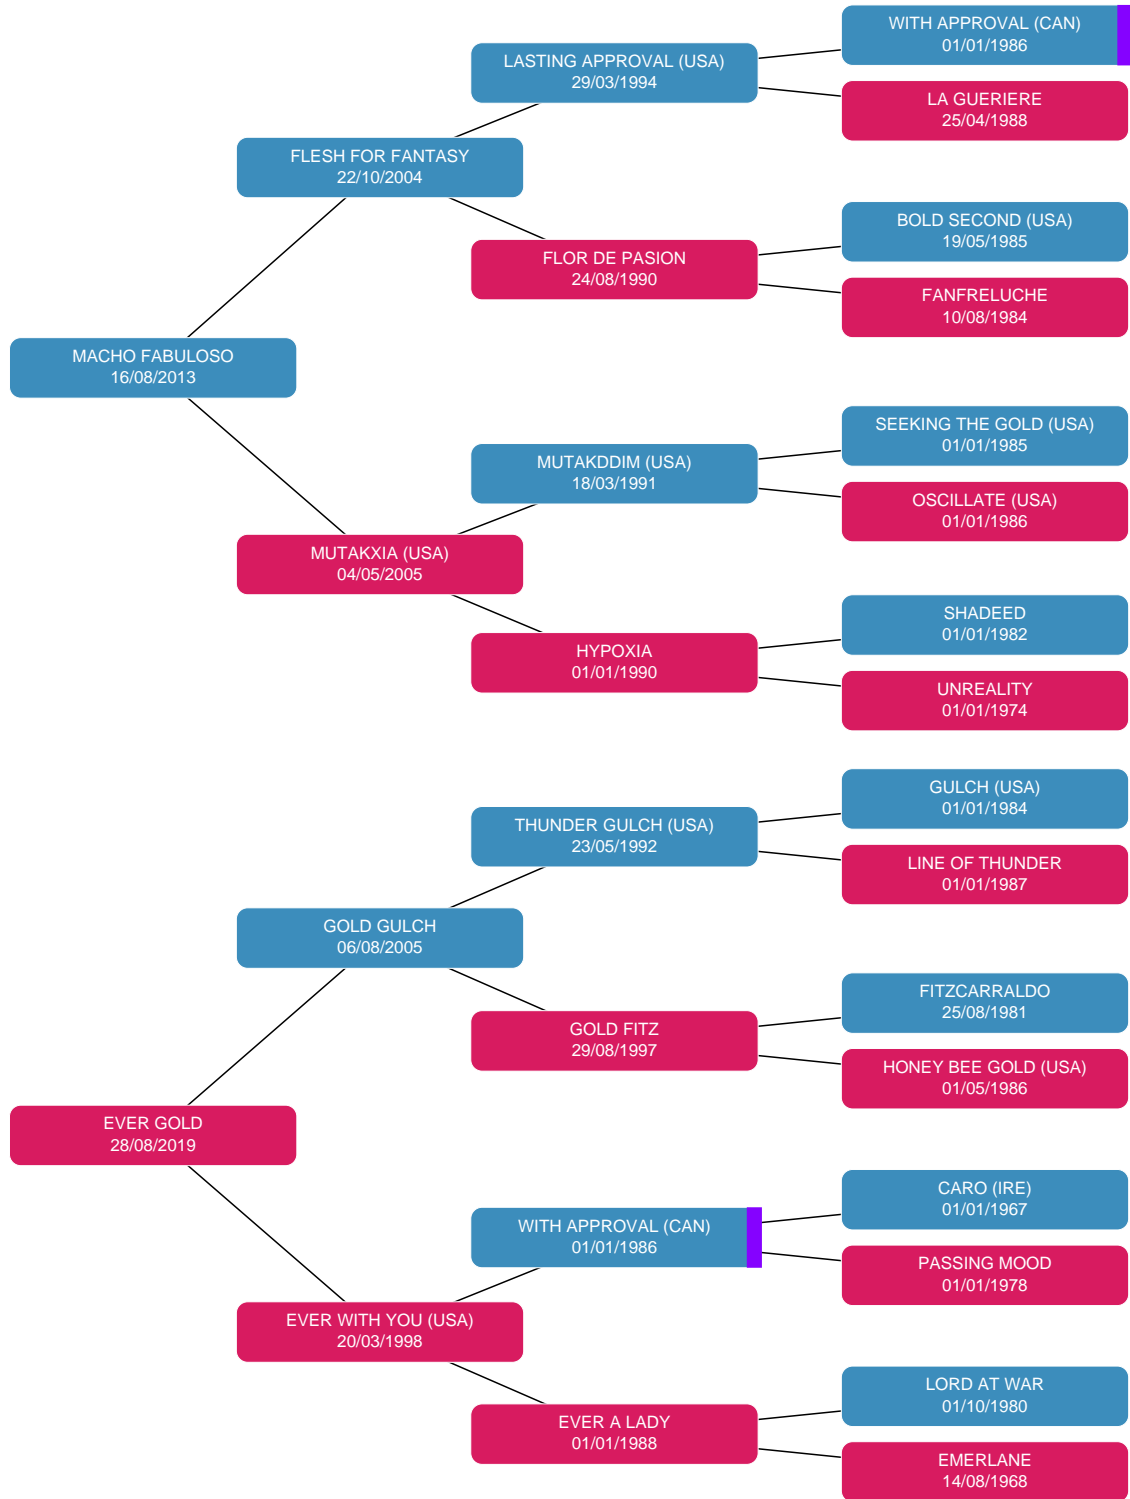 WITH APPROVAL (CAN)
01/01/1986
LASTING APPROVAL (USA)
29/03/1994
LA GUERIERE
25/04/1988
FLESH FOR FANTASY
22/10/2004
BOLD SECOND (USA)
19/05/1985
FLOR DE PASION
24/08/1990
FANFRELUCHE
10/08/1984
MACHO FABULOSO
16/08/2013
SEEKING THE GOLD (USA)
01/01/1985
MUTAKDDIM (USA)
18/03/1991
OSCILLATE (USA)
01/01/1986
MUTAKXIA (USA)
04/05/2005
SHADEED
01/01/1982
HYPOXIA
01/01/1990
UNREALITY
01/01/1974
GULCH (USA)
01/01/1984
THUNDER GULCH (USA)
23/05/1992
LINE OF THUNDER
01/01/1987
GOLD GULCH
06/08/2005
FITZCARRALDO
25/08/1981
GOLD FITZ
29/08/1997
HONEY BEE GOLD (USA)
01/05/1986
EVER GOLD
28/08/2019
CARO (IRE)
01/01/1967
WITH APPROVAL (CAN)
01/01/1986
PASSING MOOD
01/01/1978
EVER WITH YOU (USA)
20/03/1998
LORD AT WAR
01/10/1980
EVER A LADY
01/01/1988
EMERLANE
14/08/1968